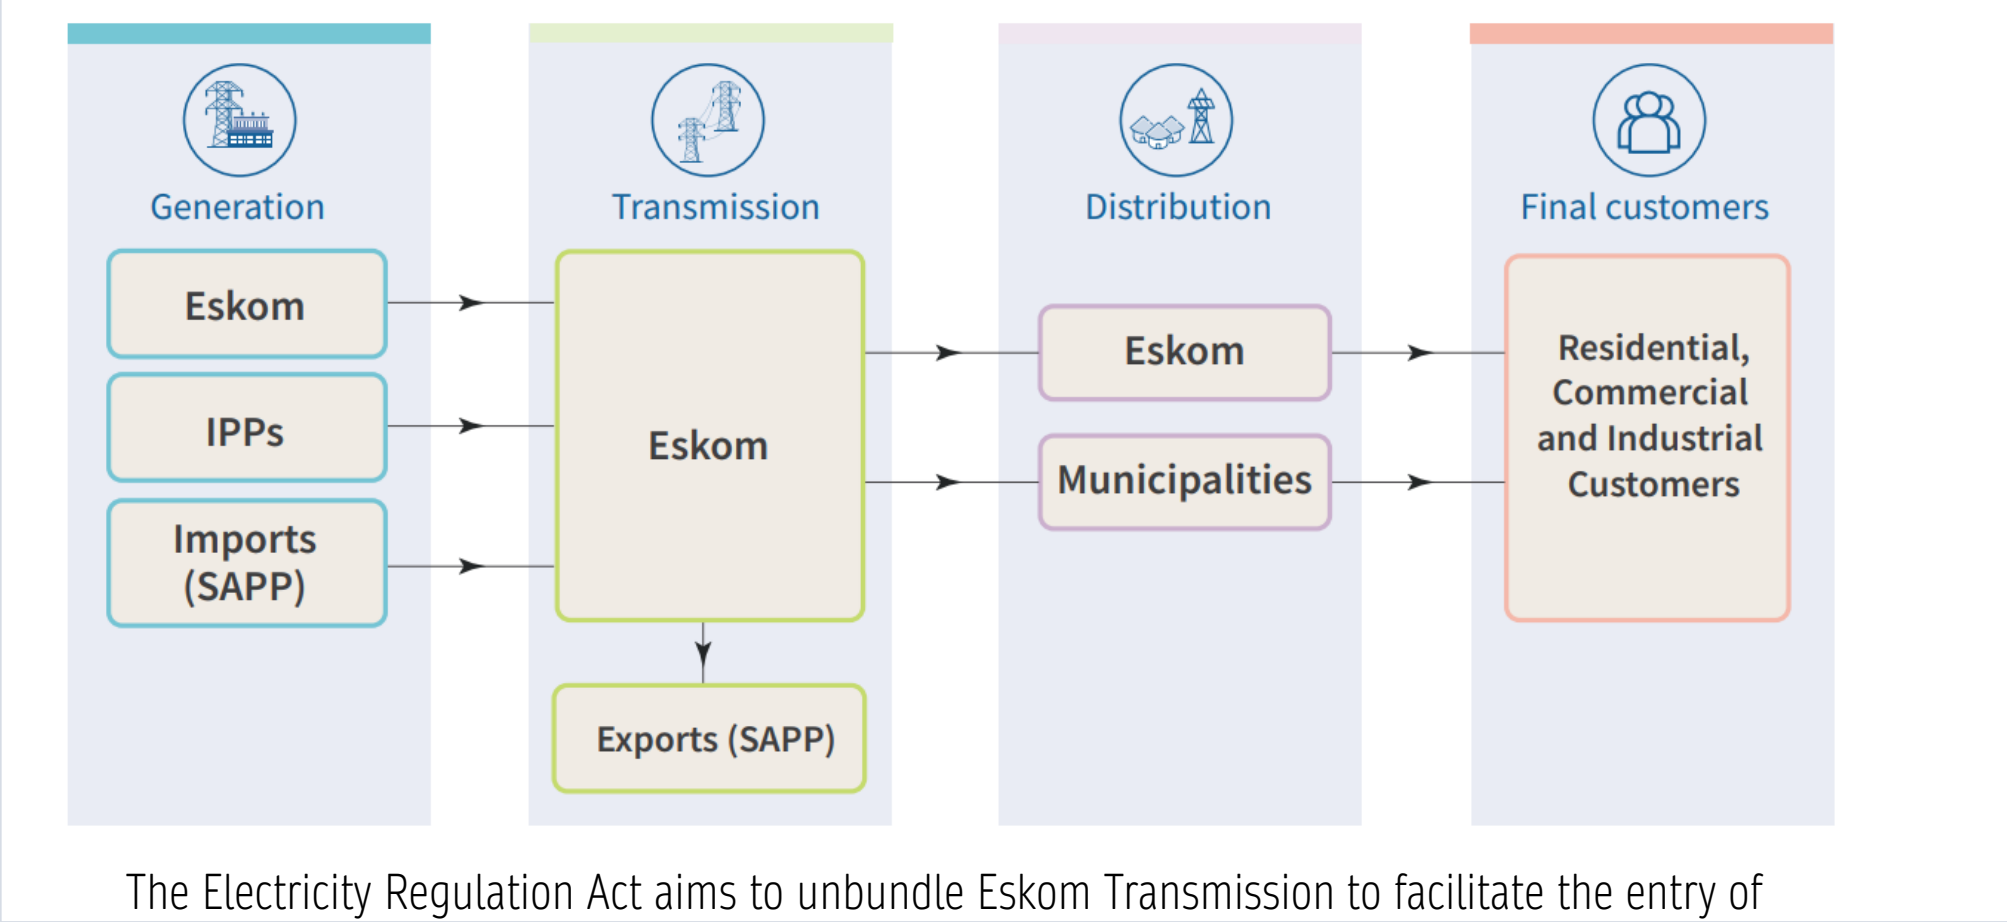 Generation
Transmission
Distribution
Final customers
Eskom
IPPs
Imports
(SAPP)
Eskom
Exports (SAPP)
Eskom
Municipalities
Residential,
Commercial
and Industrial
Customers
The Electricity Regulation Act aims to unbundle Eskom Transmission to facilitate the entry of